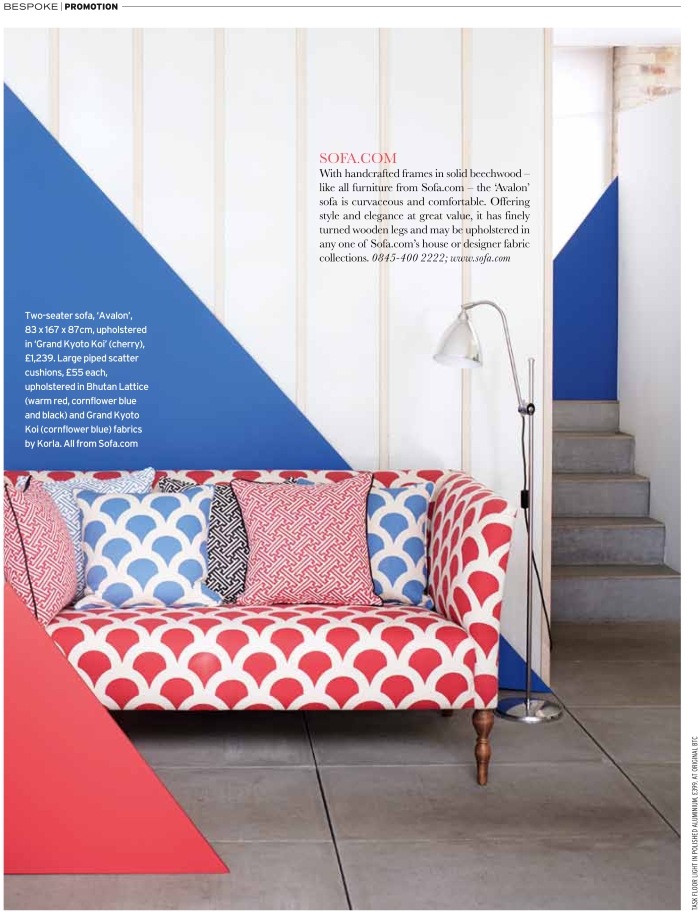 BESPOKE | PROMOTION
SOFA.COM
With handcrafted frames in solid beechwood –
like all furniture from Sofa.com – the ‘Avalon’
sofa is curvaceous and comfortable. Offering
style and elegance at great value, it has finely
turned wooden legs and may be upholstered in
any one of Sofa.com’s house or designer fabric
collections. 0845-400 2222; www.sofa.com
Two-seater sofa, ‘Avalon’,
83 x 167 x 87cm, upholstered
in ‘Grand Kyoto Koi’ (cherry),
£1,239. Large piped scatter
cushions, £55 each,
upholstered in Bhutan Lattice
(warm red, cornflower blue
and black) and Grand Kyoto
Koi (cornflower blue) fabrics
by Korla. All from Sofa.com
TASK FLOOR LIGHT IN POLISHED ALUMINIUM, £399, AT ORIGINAL BTC